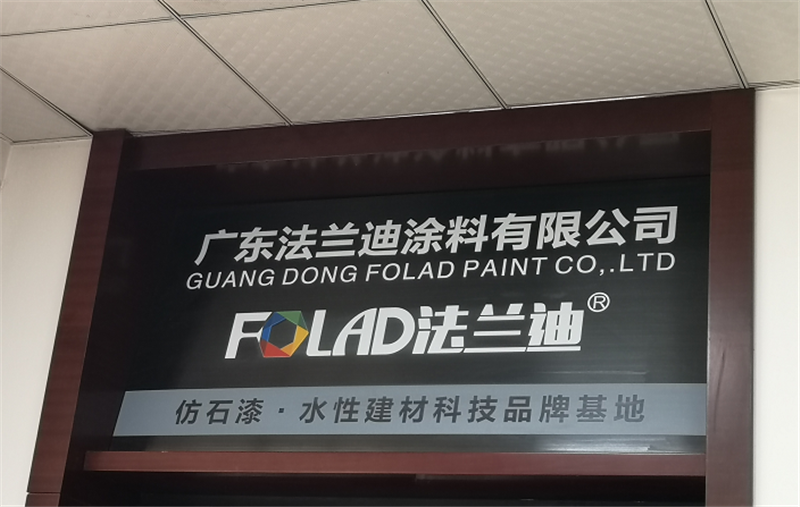 广东法兰迪涂料有限公司
GUANG DONG FOLAD PAINT CO,.LTD
FOLAD法兰迪®
仿石漆·水性建材科技品牌基地